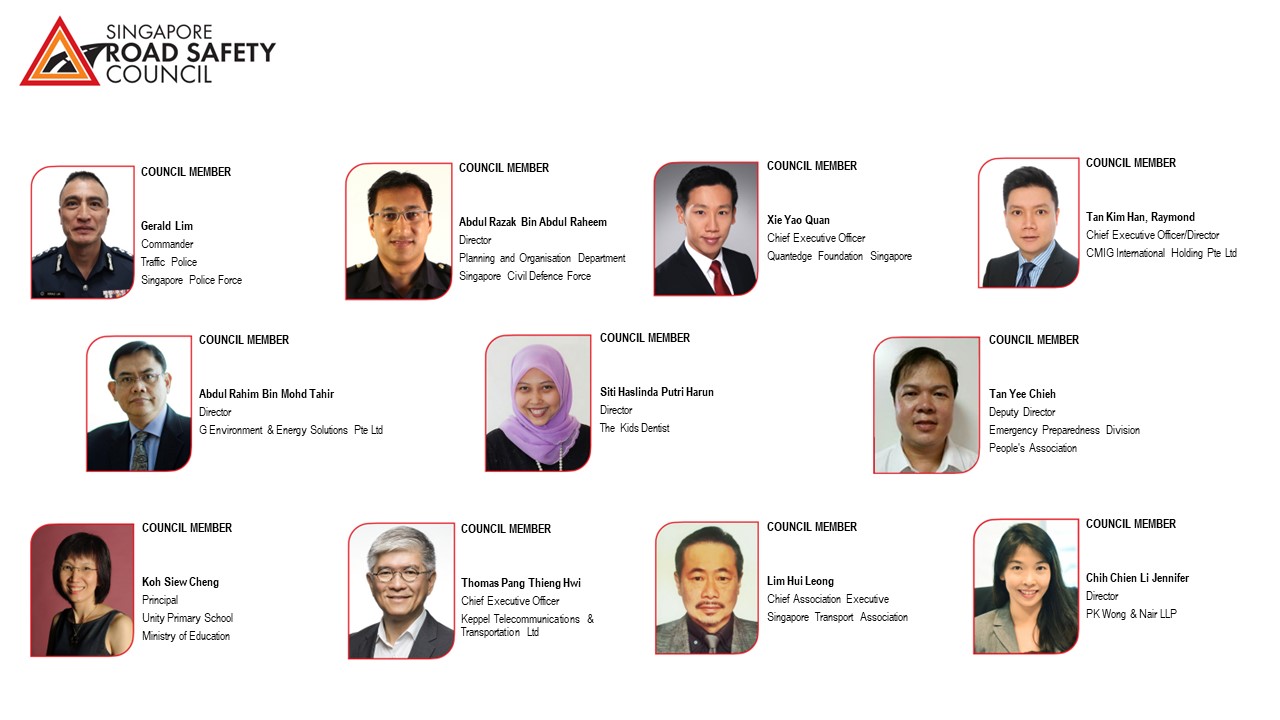 SINGAPORE
ROAD SAFETY
COUNCIL
COUNCIL MEMBER
Gerald Lim
Commander
Traffic Police
Singapore Police Force
COUNCIL MEMBER
Abdul Razak Bin Abdul Raheem
Director
Planning and Organisation Department
Singapore Civil Defence Force
COUNCIL MEMBER
Xie Yao Quan
Chief Executive Officer
Quantedge Foundation Singapore
COUNCIL MEMBER
Tan Kim Han, Raymond
Chief Executive Officer/Director
CMIG International Holding Pte Ltd
COUNCIL MEMBER
Abdul Rahim Bin Mohd Tahir
Director
G Environment & Energy Solutions Pte Ltd
COUNCIL MEMBER
Siti Haslinda Putri Harun
Director
The Kids Dentist
COUNCIL MEMBER
Tan Yee Chieh
Deputy Director
Emergency Preparedness Division
People's Association
COUNCIL MEMBER
Koh Siew Cheng
Principal
Unity Primary School
Ministry of Education
COUNCIL MEMBER
Thomas Pang Thieng Hwi
Chief Executive Officer
Keppel Telecommunications &
Transportation Ltd
COUNCIL MEMBER
Lim Hui Leong
Chief Association Executive
Singapore Transport Association
COUNCIL MEMBER
Chih Chien Li Jennifer
Director
PK Wong & Nair LLP